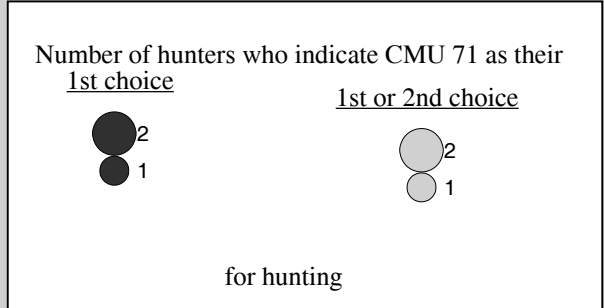 Number of hunters who indicate CMU 71 as their
1st choice
1st or 2nd choice
2
1
2
1
for hunting